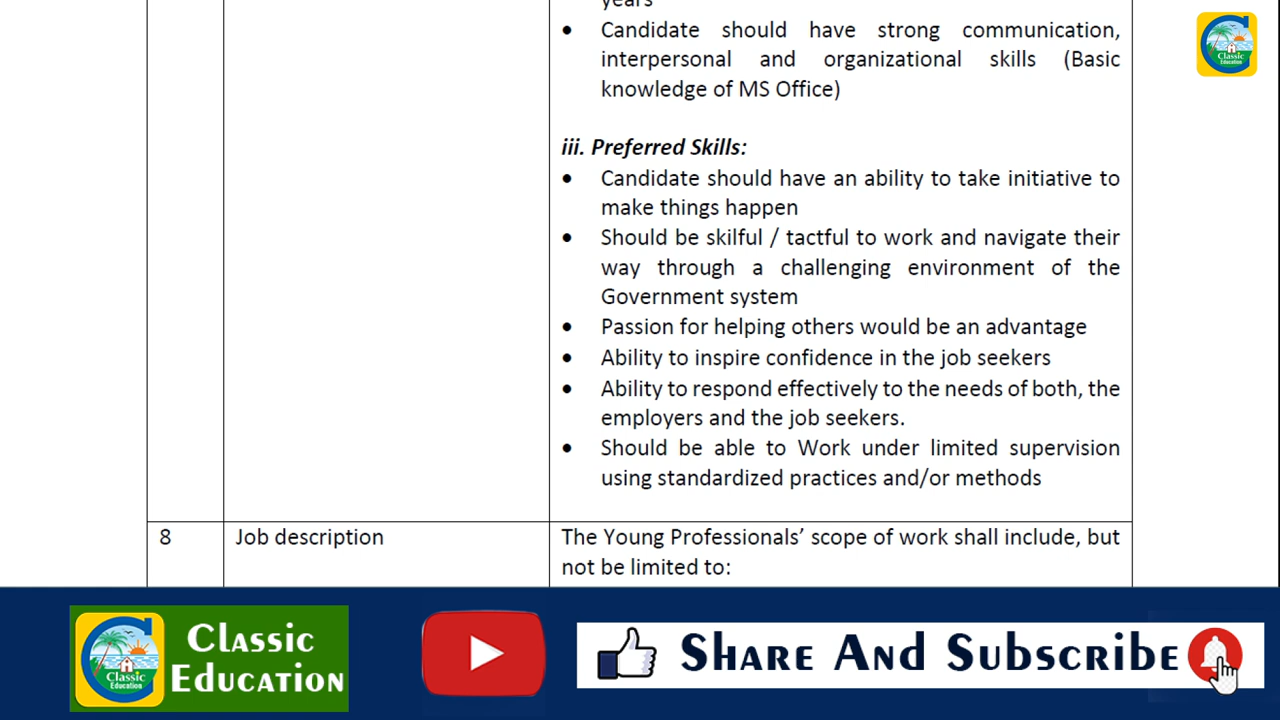 years
• Candidate should have strong communication,
interpersonal and organizational skills (Basic
knowledge of MS Office)
iii. Preferred Skills:
• Candidate should have an ability to take initiative to
make things happen
• Should be skilful / tactful to work and navigate their
way through a challenging environment of the
Government system
• Passion for helping others would be an advantage
• Ability to inspire confidence in the job seekers
• Ability to respond effectively to the needs of both, the
employers and the job seekers.
• Should be able to Work under limited supervision
using standardized practices and/or methods
8 Job description The Young Professionals’ scope of work shall include, but
not be limited to:
Classic
Education
Classic
Education
Classic
Education
Share And Subscribe